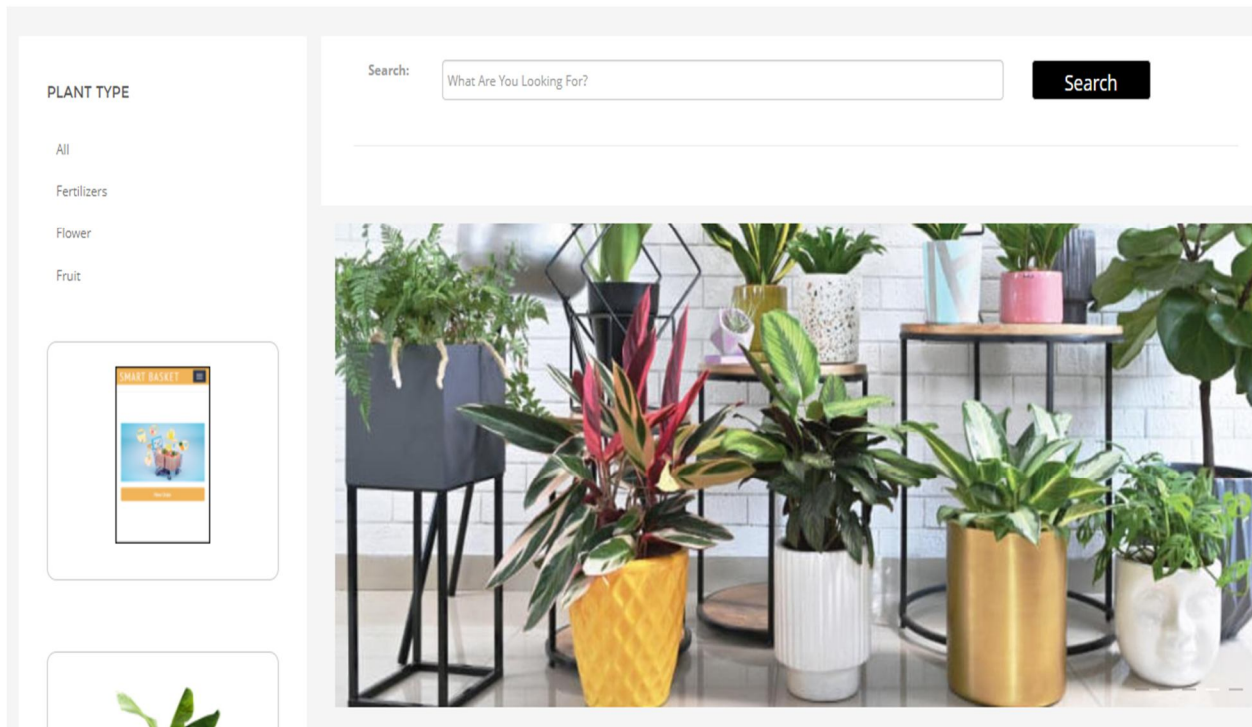 PLANT TYPE
All
Fertilizers
Flower
Fruit
SMART BASKET
Search:
What Are You Looking For?
Search